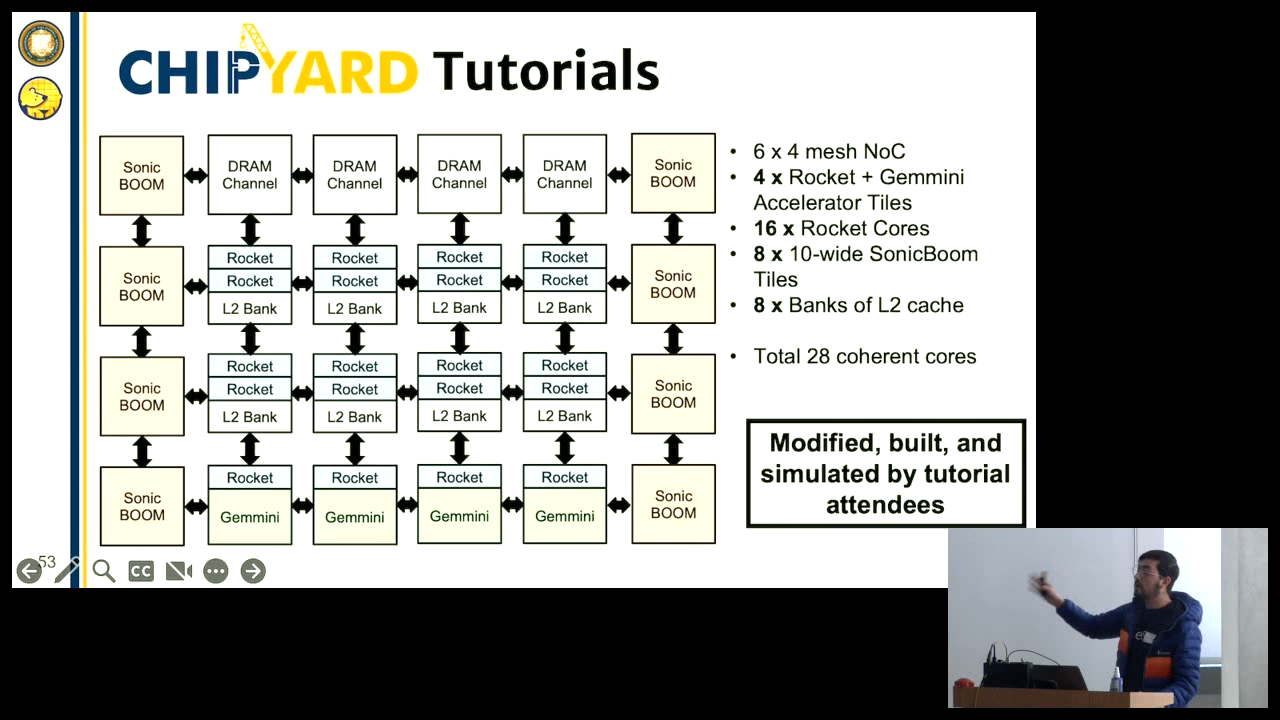 CHIPYARD Tutorials
Sonic
BOOM
DRAM
Channel
DRAM
Channel
DRAM
Channel
DRAM
Channel
Sonic
BOOM
Sonic
BOOM
Rocket
Rocket
L2 Bank
Rocket
Rocket
L2 Bank
Rocket
Rocket
L2 Bank
Rocket
Rocket
L2 Bank
Sonic
BOOM
Sonic
BOOM
Rocket
Rocket
L2 Bank
Rocket
Rocket
L2 Bank
Rocket
Rocket
L2 Bank
Rocket
Rocket
L2 Bank
Sonic
BOOM
Sonic
BOOM
Rocket
Gemmini
Rocket
Gemmini
Rocket
Gemmini
Rocket
Gemmini
Sonic
BOOM
• 6 x 4 mesh NoC
• 4 x Rocket + Gemmini
Accelerator Tiles
• 16 x Rocket Cores
• 8 x 10-wide SonicBoom
Tiles
• 8 x Banks of L2 cache
• Total 28 coherent cores
Modified, built, and
simulated by tutorial
attendees
53
CC